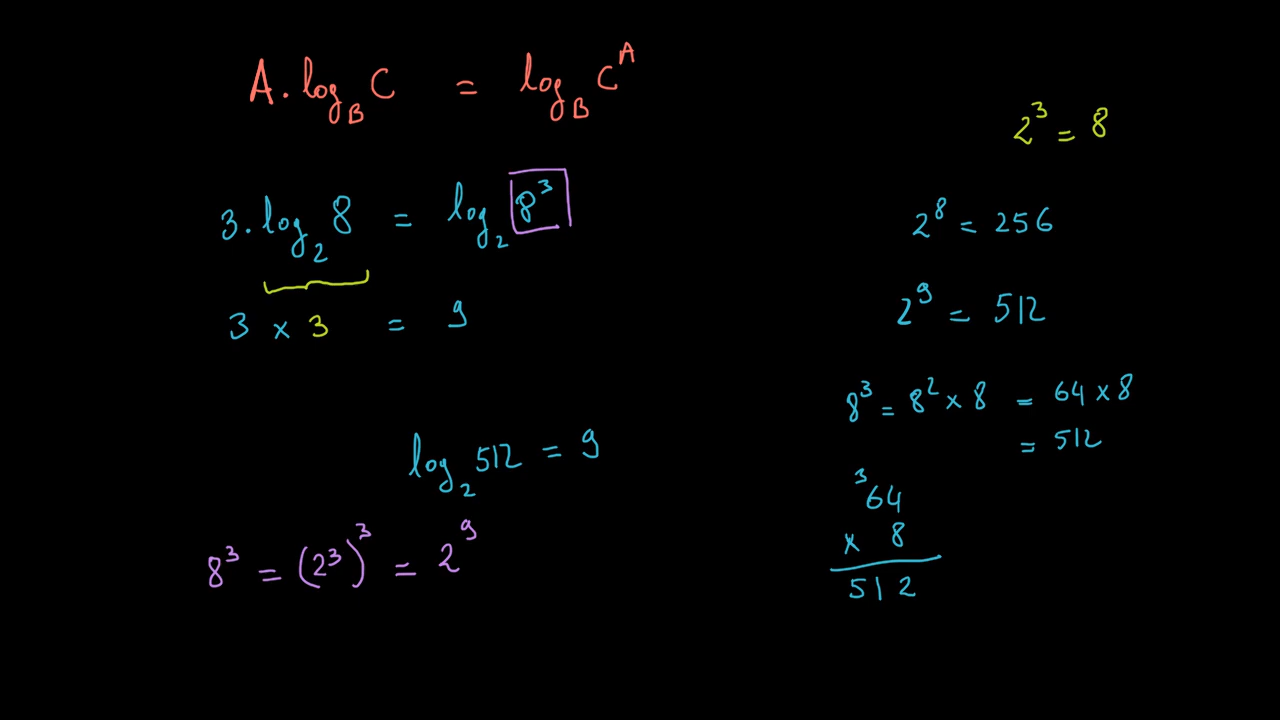 A . log_B C = log_B C^A
2^3 = 8
3 . log_2 8 = log_2 8^3
2^8 = 256
3 x 3 = 9
2^9 = 512
8^3 = 8^2 x 8 = 64 x 8
= 512
log_2 512 = 9
3
64
x 8
512
8^3 = (2^3)^3 = 2^9